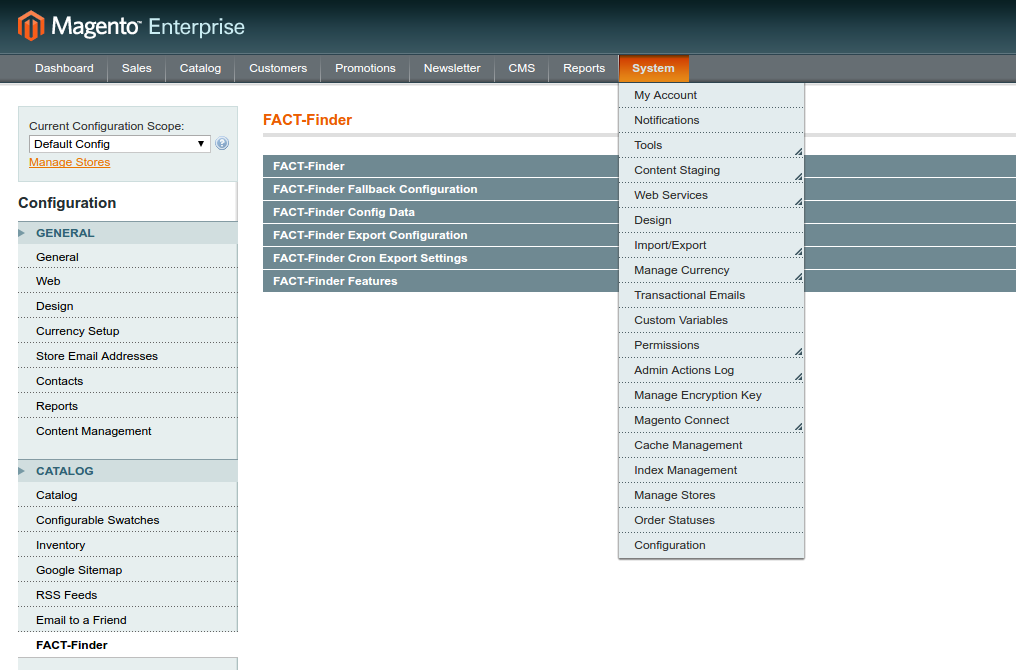 Magento™ Enterprise
Dashboard Sales Catalog Customers Promotions Newsletter CMS Reports System
Current Configuration Scope:
Default Config
Manage Stores
Configuration
GENERAL
General
Web
Design
Currency Setup
Store Email Addresses
Contacts
Reports
Content Management
CATALOG
Catalog
Configurable Swatches
Inventory
Google Sitemap
RSS Feeds
Email to a Friend
FACT-Finder
FACT-Finder
FACT-Finder
FACT-Finder Fallback Configuration
FACT-Finder Config Data
FACT-Finder Export Configuration
FACT-Finder Cron Export Settings
FACT-Finder Features
My Account
Notifications
Tools
Content Staging
Web Services
Design
Import/Export
Manage Currency
Transactional Emails
Custom Variables
Permissions
Admin Actions Log
Manage Encryption Key
Magento Connect
Cache Management
Index Management
Manage Stores
Order Statuses
Configuration